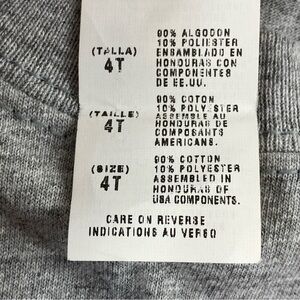 (TALLA)
4T
90% ALGODON
10% POLIESTER
ENSAMBLADO EN
HONDURAS CON
COMPONENTES
DE EE.UU.
(TAILLE)
4T
90% COTON
10% POLYESTER
ASSEMBLE AU
HONDURAS DE
COMPOSANTS
AMERICANS.
(SIZE)
4T
90% COTTON
10% POLYESTER
ASSEMBLED IN
HONDURAS OF
USA COMPONENTS.
CARE ON REVERSE
INDICATIONS AU VERSO